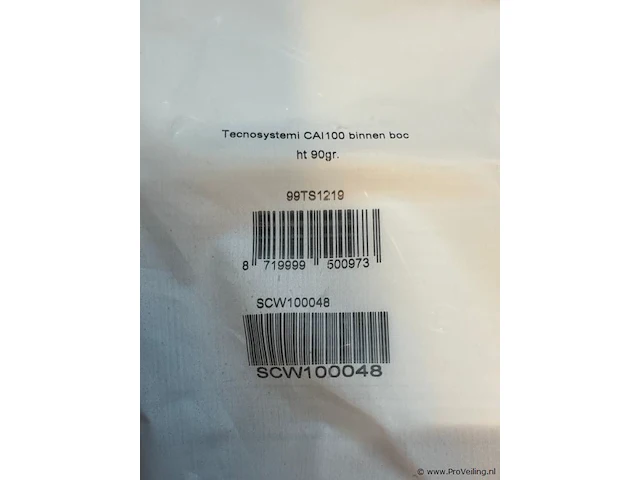 Tecnosystemi CAI100 binnen boc
ht 90gr.
99TS1219
8 719999 500973
SCW100048
SCW100048
© www.ProVeiling.nl